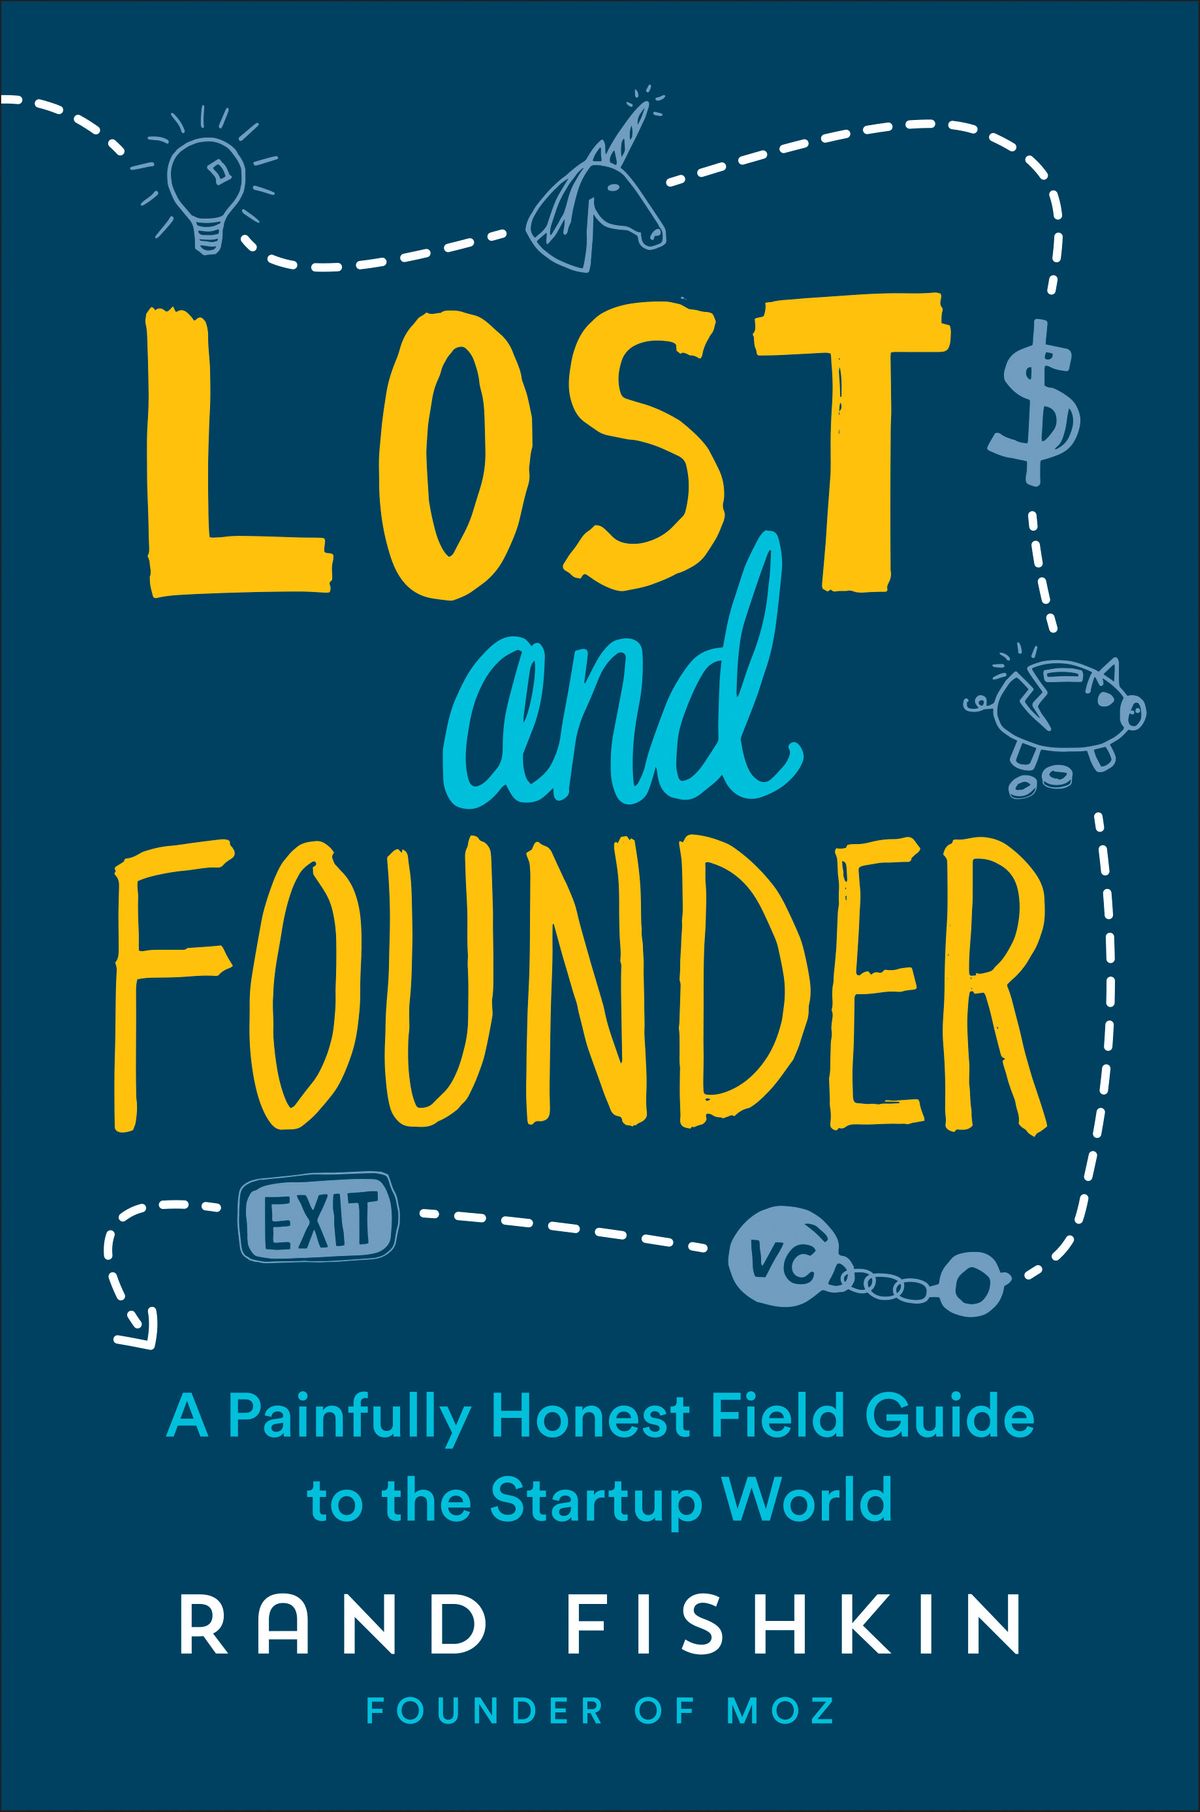 $
LOST
and
FOUNDER
EXIT
VC
A Painfully Honest Field Guide
to the Startup World
RAND FISHKIN
FOUNDER OF MOZ